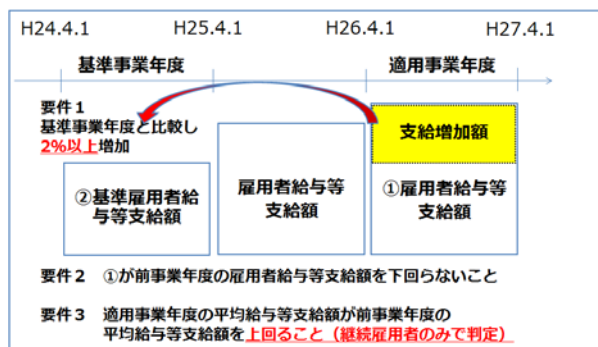 H24.4.1 H25.4.1 H26.4.1 H27.4.1
基準事業年度 適用事業年度
要件1
基準事業年度と比較し
2%以上増加
支給増加額
②基準雇用者給
与等支給額
雇用者給与等
支給額
①雇用者給与等
支給額
要件2 ①が前事業年度の雇用者給与等支給額を下回らないこと
要件3 適用事業年度の平均給与等支給額が前事業年度の
平均給与等支給額を上回ること(継続雇用者のみで判定)